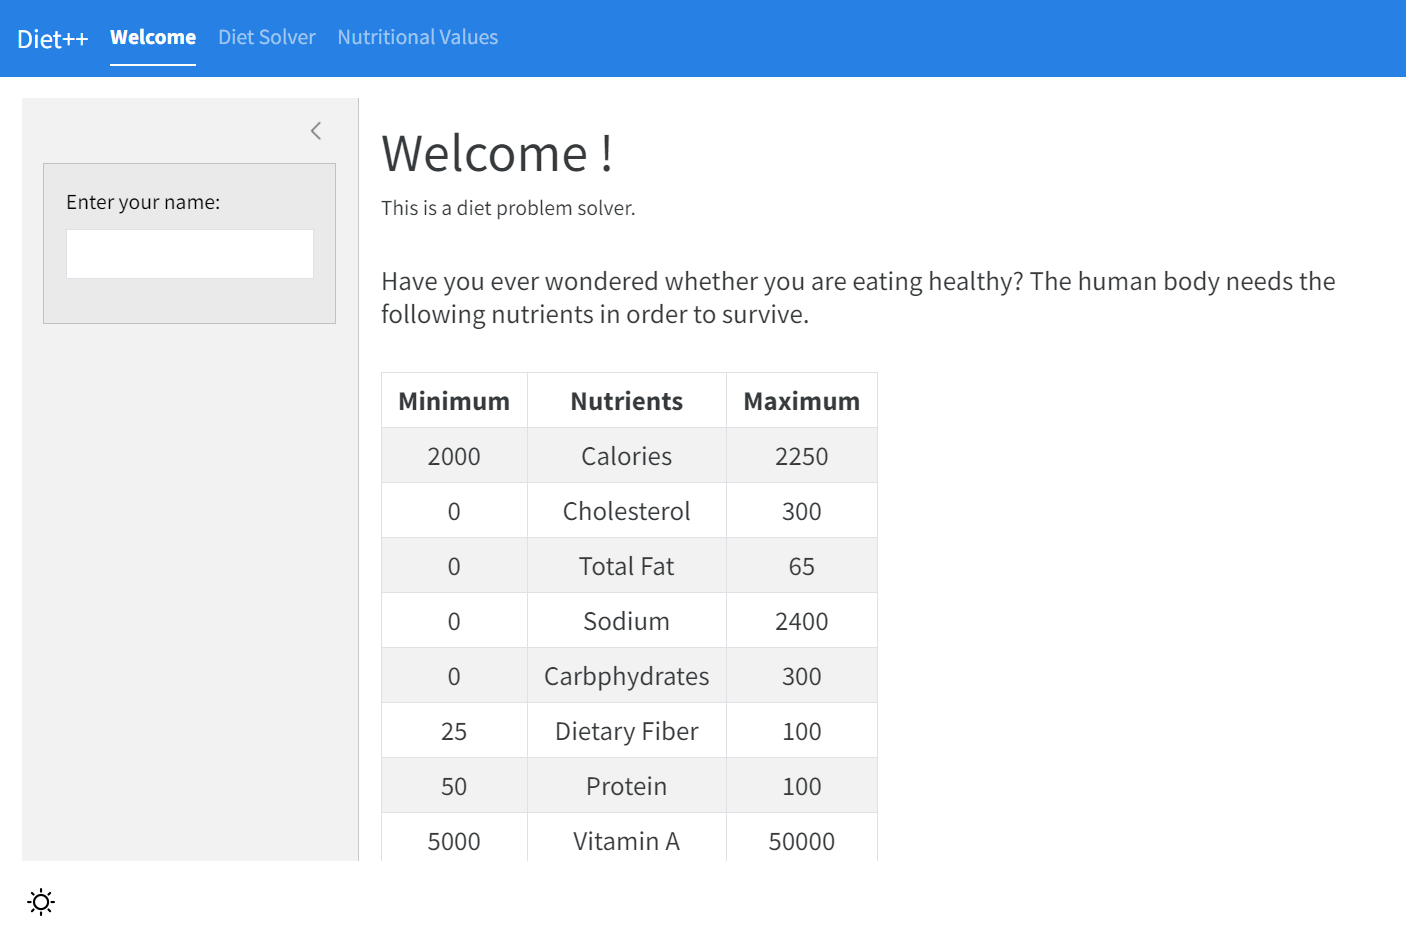 Diet++ Welcome Diet Solver Nutritional Values
Enter your name:
Welcome !
This is a diet problem solver.
Have you ever wondered whether you are eating healthy? The human body needs the
following nutrients in order to survive.
Minimum Nutrients Maximum
2000 Calories 2250
0 Cholesterol 300
0 Total Fat 65
0 Sodium 2400
0 Carbphydrates 300
25 Dietary Fiber 100
50 Protein 100
5000 Vitamin A 50000